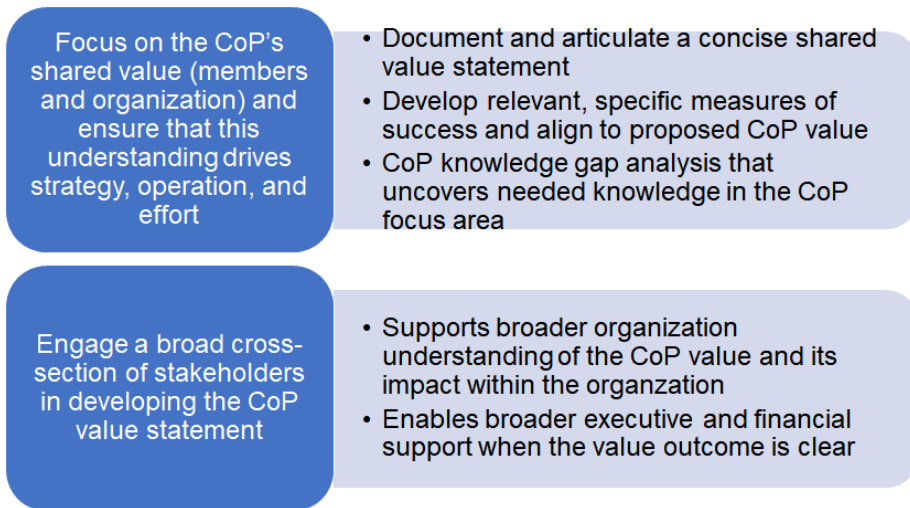 Focus on the CoP's
shared value (members
and organization) and
ensure that this
understanding drives
strategy, operation, and
effort
• Document and articulate a concise shared
value statement
• Develop relevant, specific measures of
success and align to proposed CoP value
• CoP knowledge gap analysis that
uncovers needed knowledge in the CoP
focus area
Engage a broad cross-
section of stakeholders
in developing the CoP
value statement
• Supports broader organization
understanding of the CoP value and its
impact within the organzation
• Enables broader executive and financial
support when the value outcome is clear